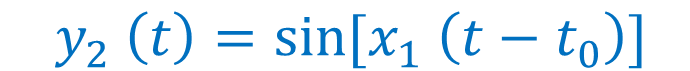 y₂ (t) = sin[x₁ (t − t₀)]